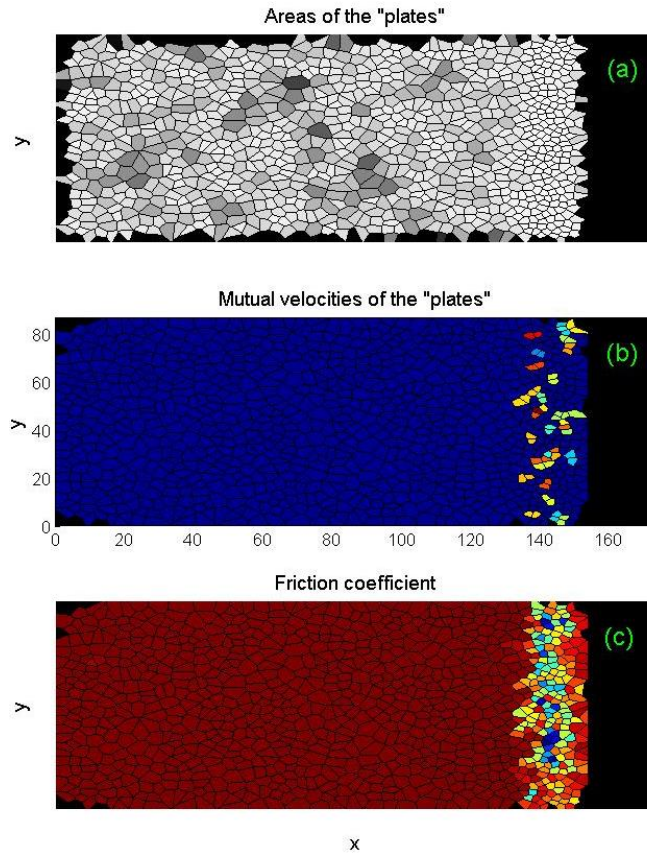 Areas of the "plates"
(a)
y
Mutual velocities of the "plates"
80
60
40
20
0
y
(b)
0 20 40 60 80 100 120 140 160
Friction coefficient
(c)
y
x